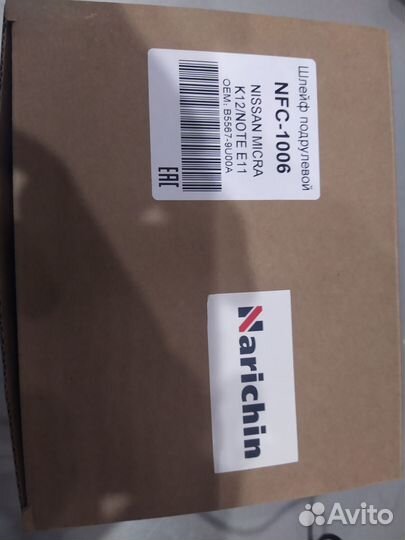 Шлейф подрулевой
NFC-1006
NISSAN MICRA
K12/NOTE E11
OEM: B5567-9U00A
EAC
Narichin
Avito